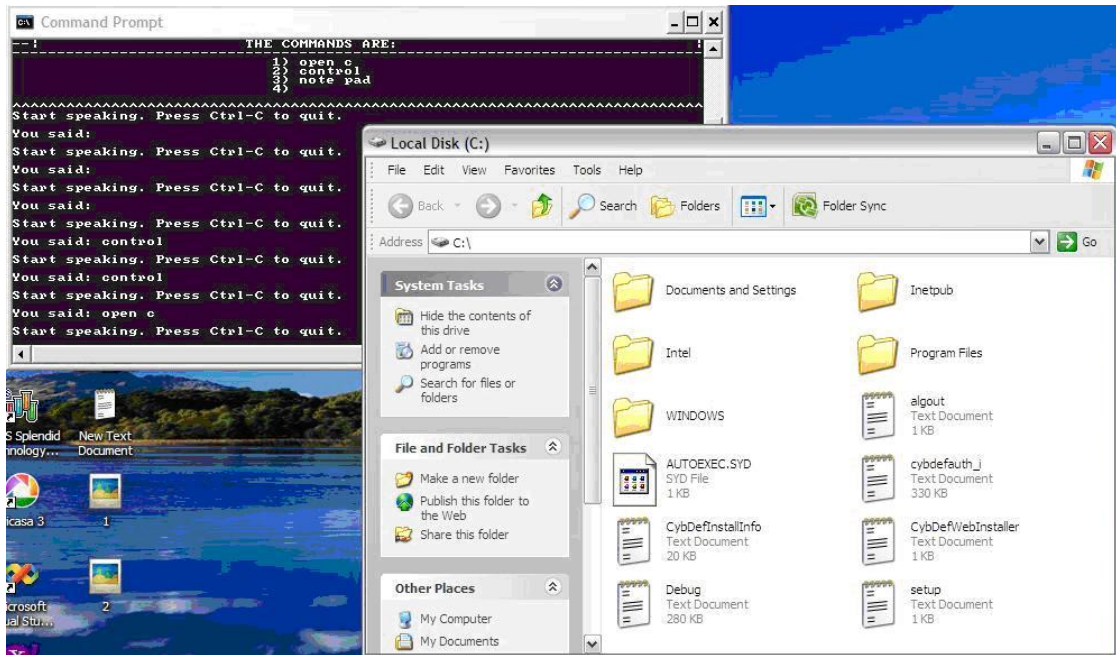 Command Prompt
THE COMMANDS ARE:
1) open c
2) control
3) note pad
4)
Start speaking. Press Ctrl-C to quit.
You said:
Start speaking. Press Ctrl-C to quit.
You said:
Start speaking. Press Ctrl-C to quit.
You said:
Start speaking. Press Ctrl-C to quit.
You said: control
Start speaking. Press Ctrl-C to quit.
You said: control
Start speaking. Press Ctrl-C to quit.
You said: open c
Start speaking. Press Ctrl-C to quit.
Local Disk (C:)
File Edit View Favorites Tools Help
Back Search Folders Folder Sync
Address C:\ Go
System Tasks
Hide the contents of
this drive
Add or remove
programs
Search for files or
folders
File and Folder Tasks
Make a new folder
Publish this folder to
the Web
Share this folder
Other Places
My Computer
My Documents
Documents and Settings
Inetpub
Intel
Program Files
WINDOWS
algout
Text Document
1 KB
AUTOEXEC.SYD
SYD File
1 KB
cybdefauth_i
Text Document
330 KB
CybDefInstallInfo
Text Document
20 KB
CybDefWebInstaller
Text Document
1 KB
Debug
Text Document
280 KB
setup
Text Document
1 KB
S Splendid
nology...
New Text
Document
icasa 3
1
crosoft
ual Stu...
2